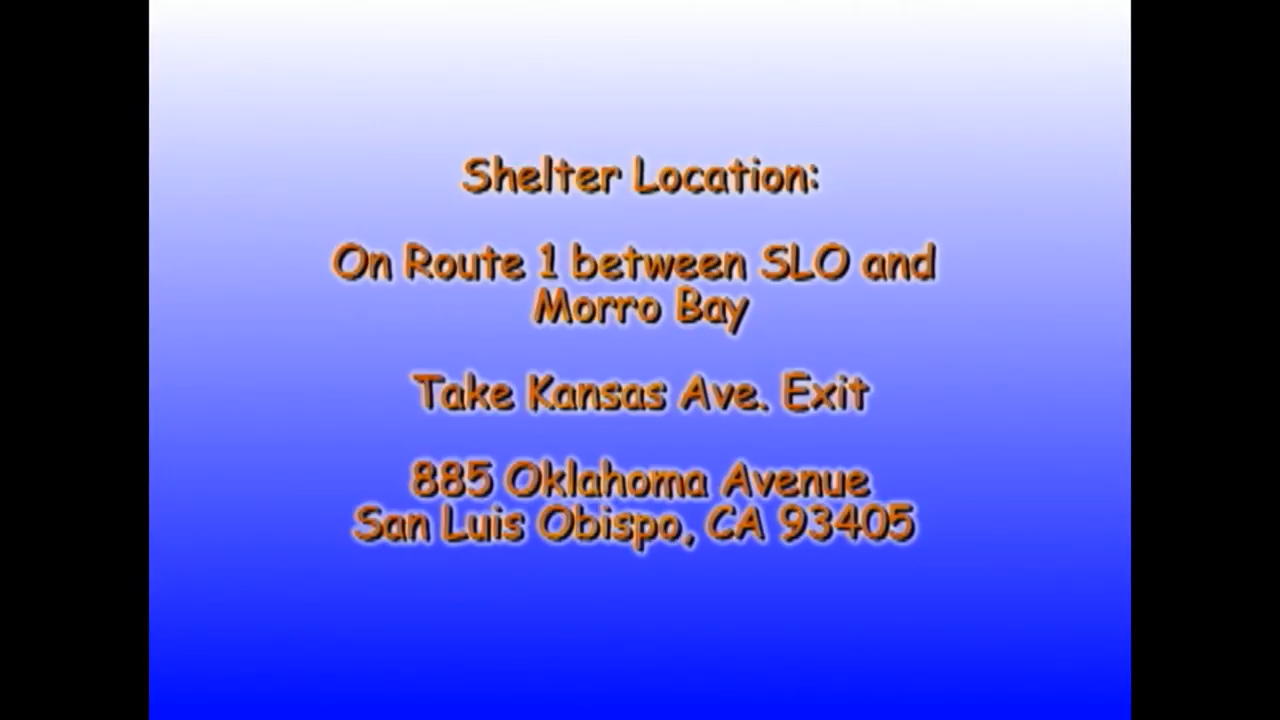 Shelter Location:
On Route 1 between SLO and
Morro Bay
Take Kansas Ave. Exit
885 Oklahoma Avenue
San Luis Obispo, CA 93405